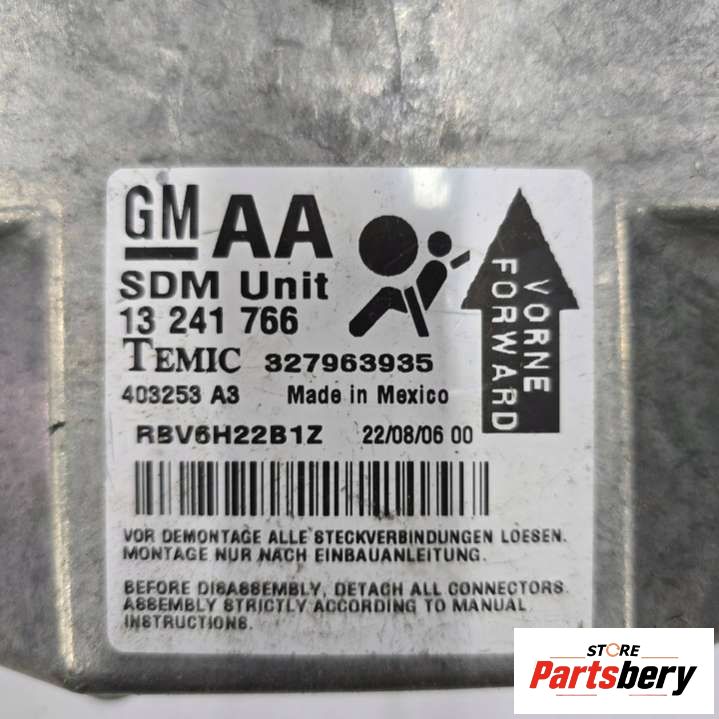 GM AA
SDM Unit
13 241 766
TEMIC 327963935
403253 A3 Made in Mexico
RBV6H22B1Z 22/08/06 00
VORNE
FORWARD
VOR DEMONTAGE ALLE STECKVERBINDUNGEN LOESEN.
MONTAGE NUR NACH EINBAUANLEITUNG.
BEFORE DISASSEMBLY, DETACH ALL CONNECTORS.
ASSEMBLY STRICTLY ACCORDING TO MANUAL
INSTRUCTIONS.
STORE
Partsbery